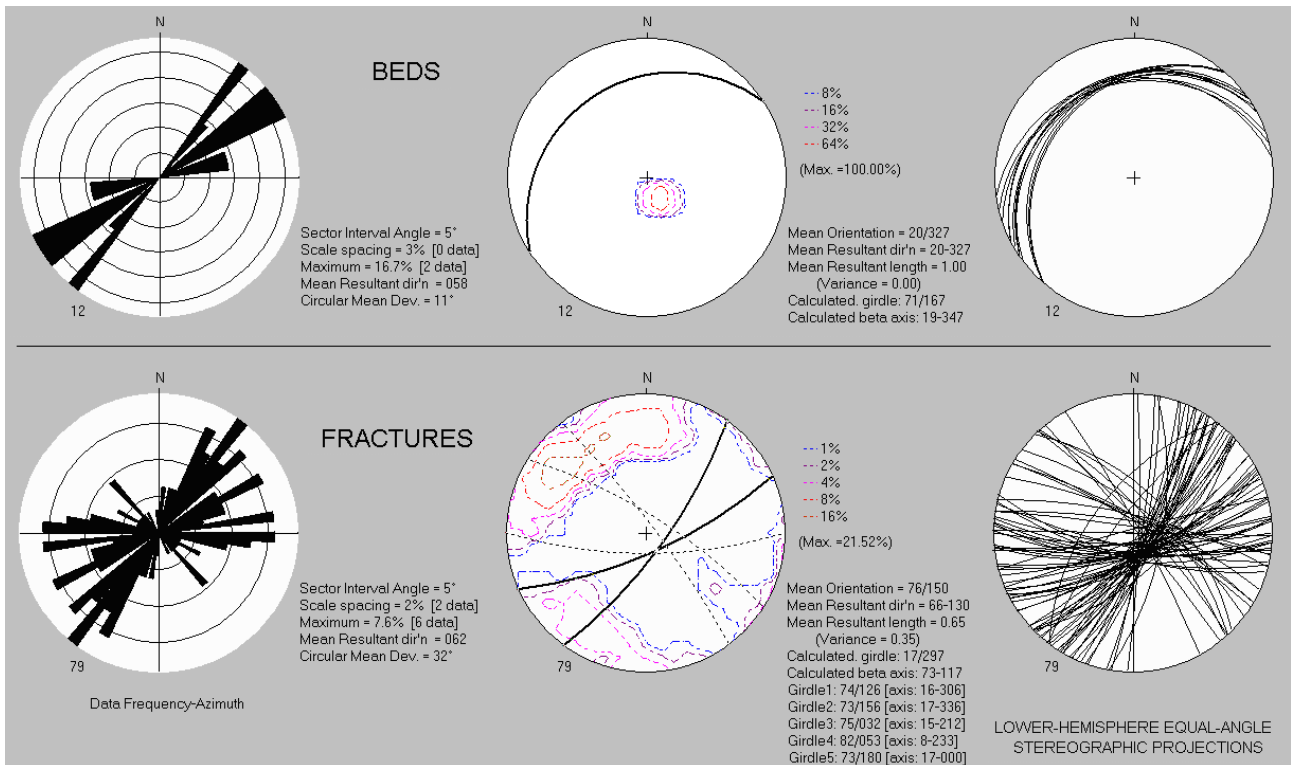 N
BEDS
Sector Interval Angle = 5°
Scale spacing = 3% [0 data]
Maximum = 16.7% [2 data]
Mean Resultant dir'n = 058
Circular Mean Dev. = 11°
12
N
8%
16%
32%
64%
(Max. =100.00%)
Mean Orientation = 20/327
Mean Resultant dir'n = 20-327
Mean Resultant length = 1.00
(Variance = 0.00)
Calculated. girdle: 71/167
Calculated beta axis: 19-347
12
N
12
N
FRACTURES
Sector Interval Angle = 5°
Scale spacing = 2% [2 data]
Maximum = 7.6% [6 data]
Mean Resultant dir'n = 062
Circular Mean Dev. = 32°
79
Data Frequency-Azimuth
N
1%
2%
4%
8%
16%
(Max. =21.52%)
Mean Orientation = 76/150
Mean Resultant dir'n = 66-130
Mean Resultant length = 0.65
(Variance = 0.35)
Calculated. girdle: 17/297
Calculated beta axis: 73-117
Girdle1: 74/126 [axis: 16-306]
Girdle2: 73/156 [axis: 17-336]
Girdle3: 75/032 [axis: 15-212]
Girdle4: 82/053 [axis: 8-233]
Girdle5: 73/180 [axis: 17-000]
79
N
79
LOWER-HEMISPHERE EQUAL-ANGLE
STEREOGRAPHIC PROJECTIONS